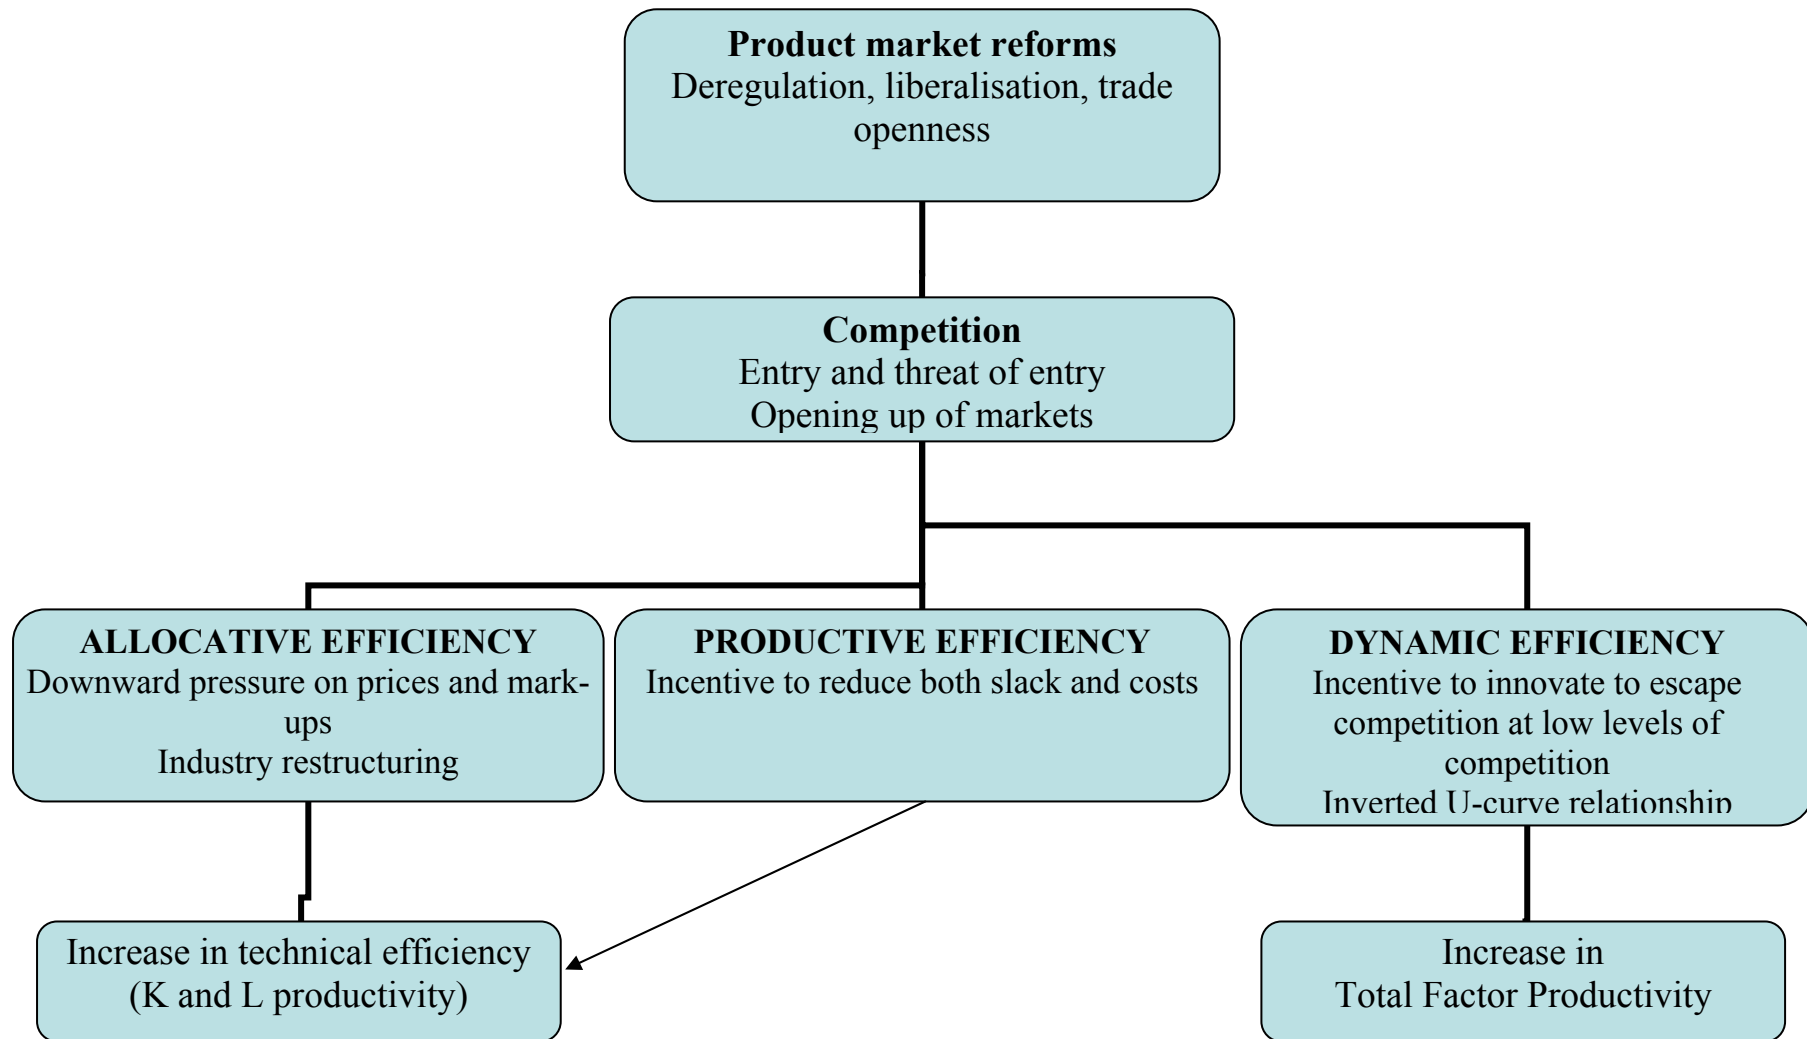 Product market reforms
Deregulation, liberalisation, trade
openness
Competition
Entry and threat of entry
Opening up of markets
ALLOCATIVE EFFICIENCY
Downward pressure on prices and mark-
ups
Industry restructuring
PRODUCTIVE EFFICIENCY
Incentive to reduce both slack and costs
DYNAMIC EFFICIENCY
Incentive to innovate to escape
competition at low levels of
competition
Inverted U-curve relationship
Increase in technical efficiency
(K and L productivity)
Increase in
Total Factor Productivity